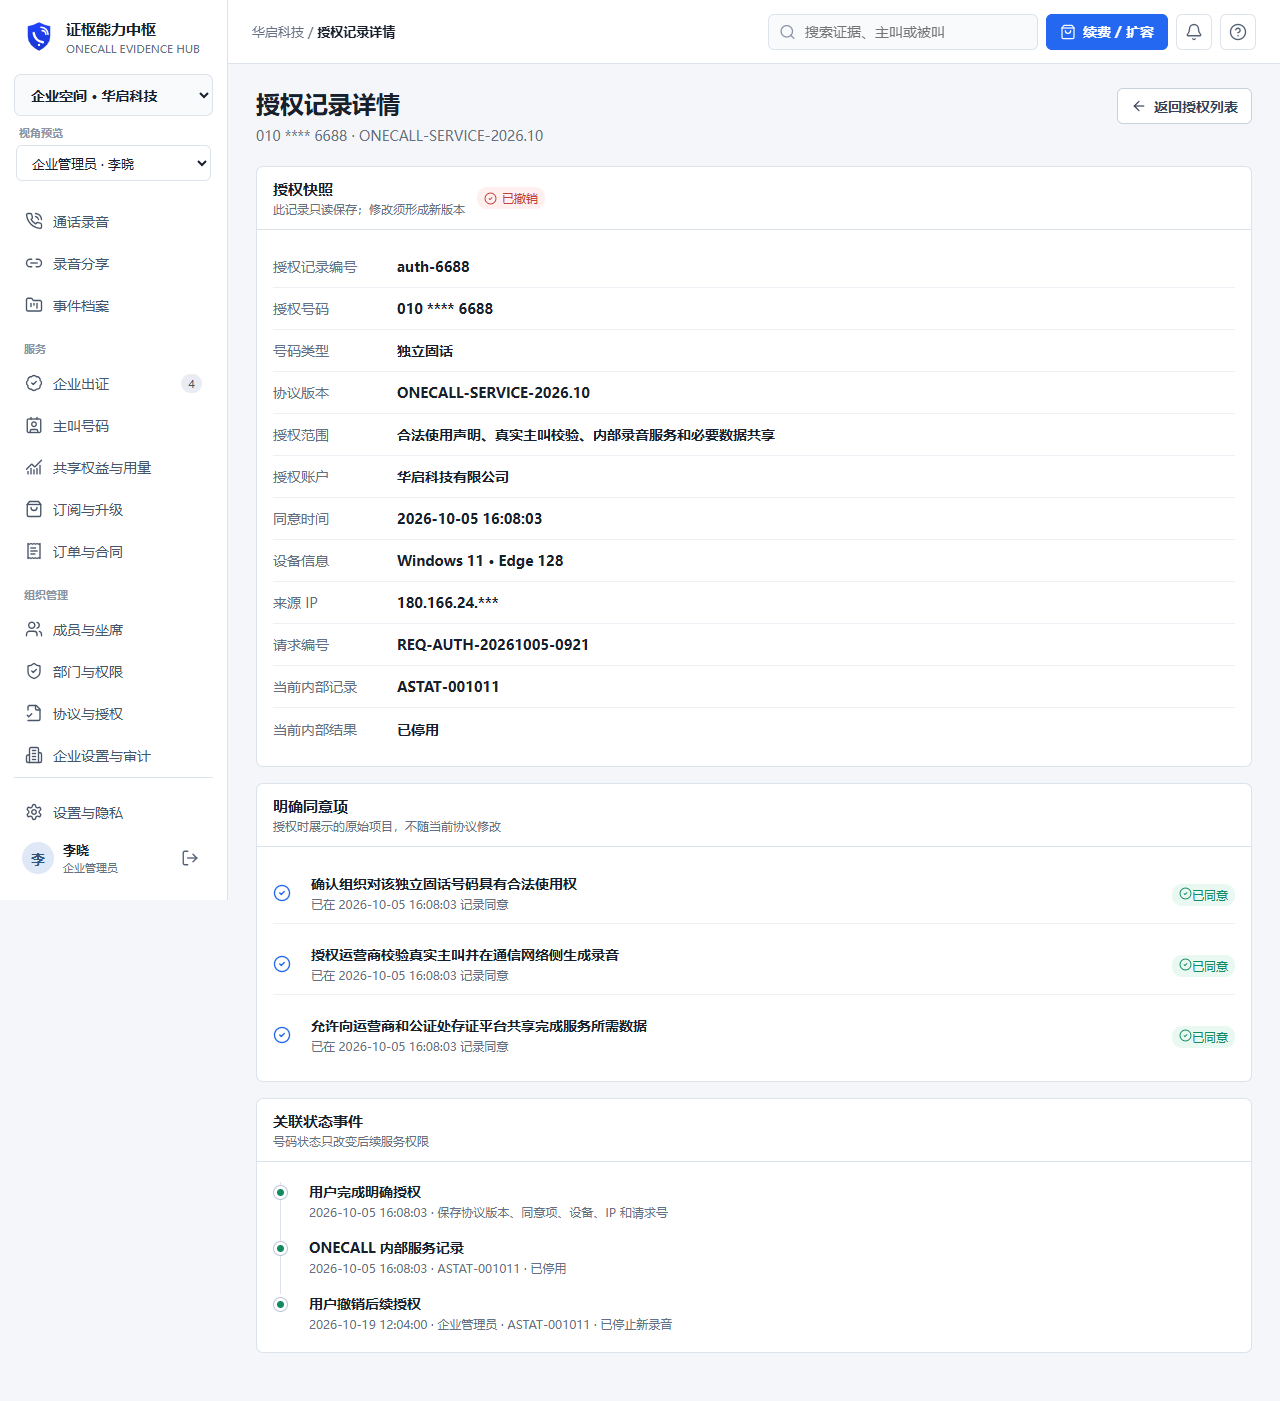 证枢能力中枢
ONECALL EVIDENCE HUB
企业空间 • 华启科技
视角预览
企业管理员 · 李晓
通话录音
录音分享
事件档案
服务
企业出证
4
主叫号码
共享权益与用量
订阅与升级
订单与合同
组织管理
成员与坐席
部门与权限
协议与授权
企业设置与审计
设置与隐私
李
李晓
企业管理员
华启科技 / 授权记录详情
搜索证据、主叫或被叫
续费 / 扩容
授权记录详情
010 **** 6688 · ONECALL-SERVICE-2026.10
返回授权列表
授权快照
此记录只读保存；修改须形成新版本
已撤销
授权记录编号 auth-6688
授权号码 010 **** 6688
号码类型 独立固话
协议版本 ONECALL-SERVICE-2026.10
授权范围 合法使用声明、真实主叫校验、内部录音服务和必要数据共享
授权账户 华启科技有限公司
同意时间 2026-10-05 16:08:03
设备信息 Windows 11 • Edge 128
来源 IP 180.166.24.***
请求编号 REQ-AUTH-20261005-0921
当前内部记录 ASTAT-001011
当前内部结果 已停用
明确同意项
授权时展示的原始项目，不随当前协议修改
确认组织对该独立固话号码具有合法使用权
已在 2026-10-05 16:08:03 记录同意
已同意
授权运营商校验真实主叫并在通信网络侧生成录音
已在 2026-10-05 16:08:03 记录同意
已同意
允许向运营商和公证处存证平台共享完成服务所需数据
已在 2026-10-05 16:08:03 记录同意
已同意
关联状态事件
号码状态只改变后续服务权限
用户完成明确授权
2026-10-05 16:08:03 · 保存协议版本、同意项、设备、IP 和请求号
ONECALL 内部服务记录
2026-10-05 16:08:03 · ASTAT-001011 · 已停用
用户撤销后续授权
2026-10-19 12:04:00 · 企业管理员 · ASTAT-001011 · 已停止新录音